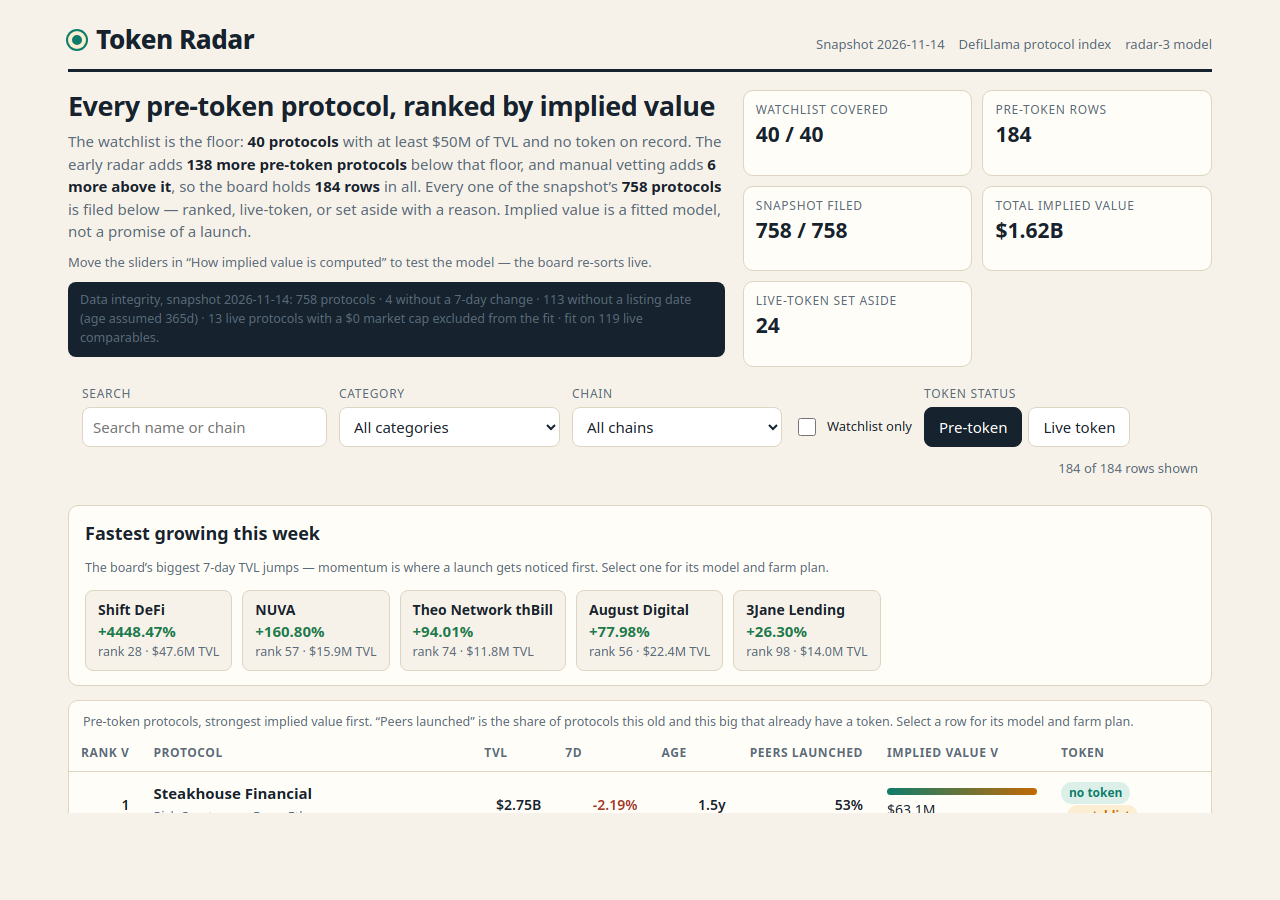 Token Radar
Snapshot 2026-11-14 DefiLlama protocol index radar-3 model
Every pre-token protocol, ranked by implied value
The watchlist is the floor: 40 protocols with at least $50M of TVL and no token on record. The
early radar adds 138 more pre-token protocols below that floor, and manual vetting adds 6
more above it, so the board holds 184 rows in all. Every one of the snapshot’s 758 protocols
is filed below — ranked, live-token, or set aside with a reason. Implied value is a fitted model,
not a promise of a launch.
Move the sliders in “How implied value is computed” to test the model — the board re-sorts live.
Data integrity, snapshot 2026-11-14: 758 protocols · 4 without a 7-day change · 113 without a listing date
(age assumed 365d) · 13 live protocols with a $0 market cap excluded from the fit · fit on 119 live
comparables.
WATCHLIST COVERED
40 / 40
PRE-TOKEN ROWS
184
SNAPSHOT FILED
758 / 758
TOTAL IMPLIED VALUE
$1.62B
LIVE-TOKEN SET ASIDE
24
SEARCH CATEGORY CHAIN TOKEN STATUS
Search name or chain All categories All chains Watchlist only Pre-token Live token
184 of 184 rows shown
Fastest growing this week
The board’s biggest 7-day TVL jumps — momentum is where a launch gets noticed first. Select one for its model and farm plan.
Shift DeFi
+4448.47%
rank 28 · $47.6M TVL
NUVA
+160.80%
rank 57 · $15.9M TVL
Theo Network thBill
+94.01%
rank 74 · $11.8M TVL
August Digital
+77.98%
rank 56 · $22.4M TVL
3Jane Lending
+26.30%
rank 98 · $14.0M TVL
Pre-token protocols, strongest implied value first. “Peers launched” is the share of protocols this old and this big that already have a token. Select a row for its model and farm plan.
RANK V PROTOCOL TVL 7D AGE PEERS LAUNCHED IMPLIED VALUE V TOKEN
1 Steakhouse Financial $2.75B -2.19% 1.5y 53% $63.1M no token